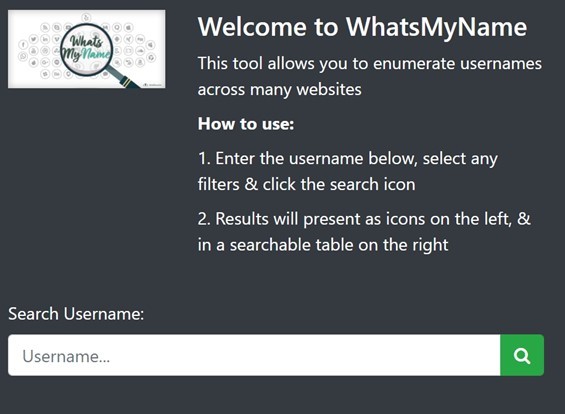 Whats
MyName
Welcome to WhatsMyName
This tool allows you to enumerate usernames
across many websites
How to use:
1. Enter the username below, select any
filters & click the search icon
2. Results will present as icons on the left, &
in a searchable table on the right
Search Username:
Username...